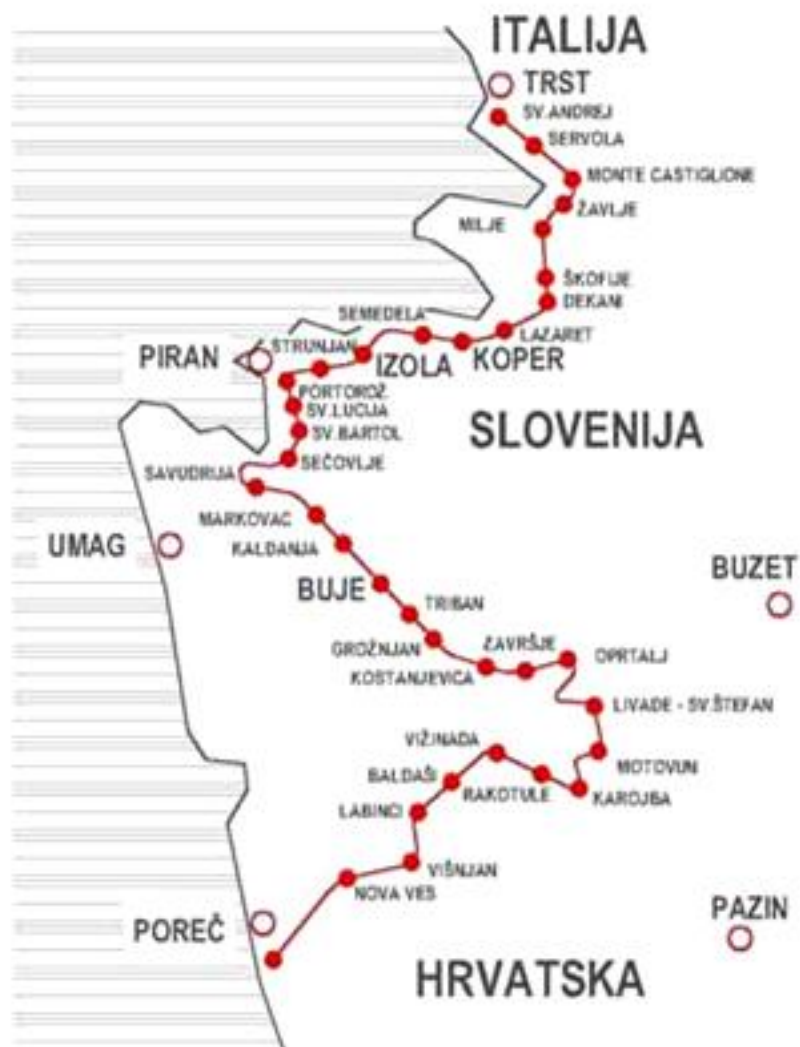 ITALIJA
TRST
SV.ANDREJ
SERVOLA
MONTE CASTIGLIONE
ŽAVLJE
MILJE
ŠKOFIJE
DEKANI
SEMEDELA
LAZARET
STRUNJAN
PIRAN
IZOLA
KOPER
PORTOROŽ
SV.LUCIJA
SLOVENIJA
SV.BARTOL
SEČOVLJE
SAVUDRIJA
MARKOVAC
UMAG
KALDANJA
BUZET
BUJE
TRIBAN
GROŽNJAN
ZAVRŠJE
OPRTALJ
KOSTANJEVICA
LIVADE - SV.ŠTEFAN
VIŽINADA
MOTOVUN
BALDAŠI
RAKOTULE
KAROJBA
LABINCI
VIŠNJAN
NOVA VES
PAZIN
POREČ
HRVATSKA